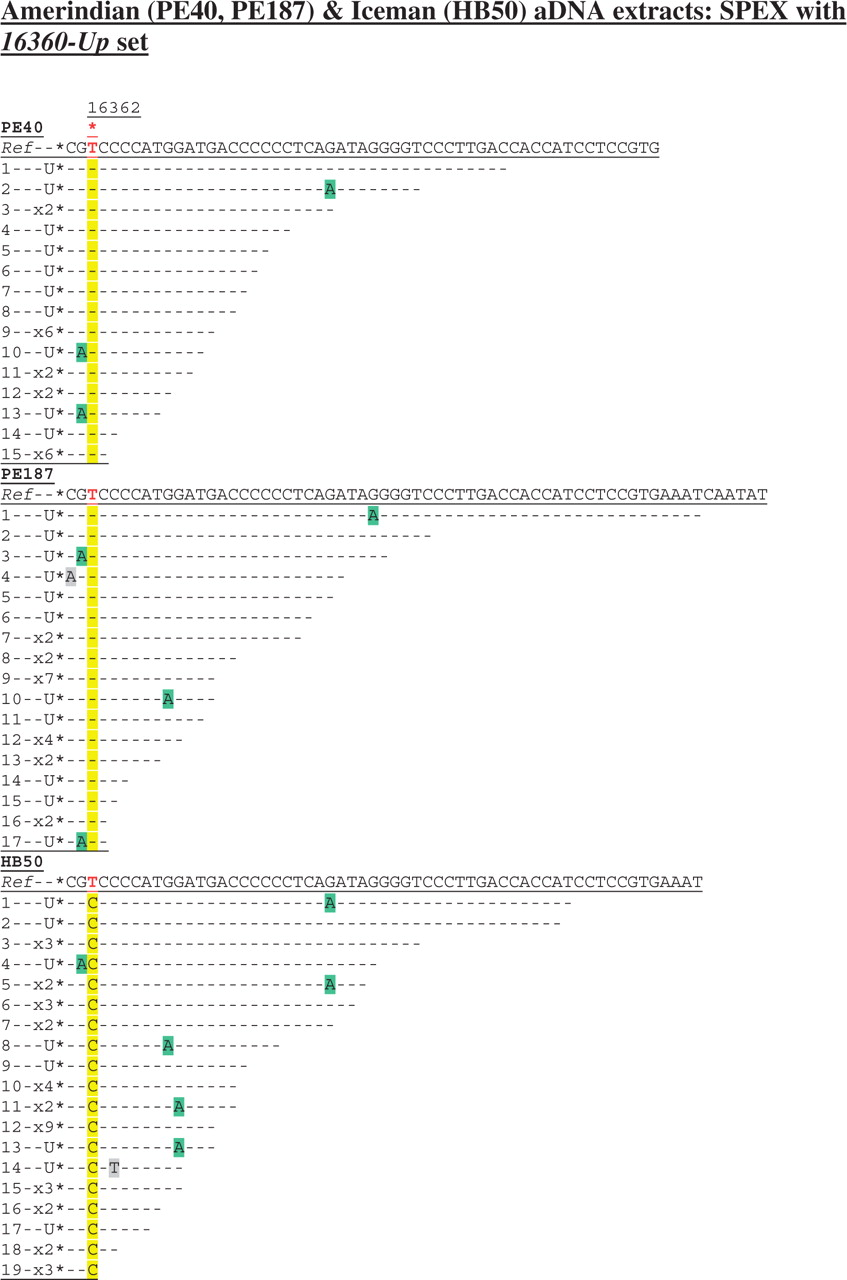 Amerindian (PE40, PE187) & Iceman (HB50) aDNA extracts: SPEX with
16360-Up set
16362
PE40 *
Ref--*CGTCCCCATGGATGACCCCCCTCAGATAGGGGTCCCTTGACCACCATCCTCCGTG
1---U*-----------------------------------------
2---U*------------------------A--------
3--x2*-------------------------
4---U*---------------------
5---U*-------------------
6---U*------------------
7---U*-----------------
8---U*----------------
9--x6*--------------
10--U*-A-----------
11-x2*------------
12-x2*----------
13--U*-A-------
14--U*-----
15-x6*----
PE187
Ref--*CGTCCCCATGGATGACCCCCCTCAGATAGGGGTCCCTTGACCACCATCCTCCGTGAAATCAATAT
1---U*----------------------------A------------------------------
2---U*----------------------------------
3---U*-A----------------------------
4---U*A-------------------------
5---U*-------------------------
6---U*-----------------------
7--x2*----------------------
8--x2*----------------
9--x7*--------------
10--U*---------A----
11--U*-------------
12-x4*-----------
13-x2*---------
14--U*------
15--U*-----
16-x2*----
17--U*-A--
HB50
Ref--*CGTCCCCATGGATGACCCCCCTCAGATAGGGGTCCCTTGACCACCATCCTCCGTGAAAT
1---U*--C---------------------A----------------------
2---U*--C-------------------------------------------
3--x3*--C------------------------------
4---U*-AC--------------------------
5--x2*--C---------------------A---
6--x3*--C------------------------
7--x2*--C----------------------
8---U*--C------A----------
9---U*--C--------------
10-x4*--C-------------
11-x2*--C-------A-----
12-x9*--C-----------
13--U*--C-------A---
14--U*--C-T------
15-x3*--C--------
16-x2*--C------
17--U*--C-----
18-x2*--C--
19-x3*--C